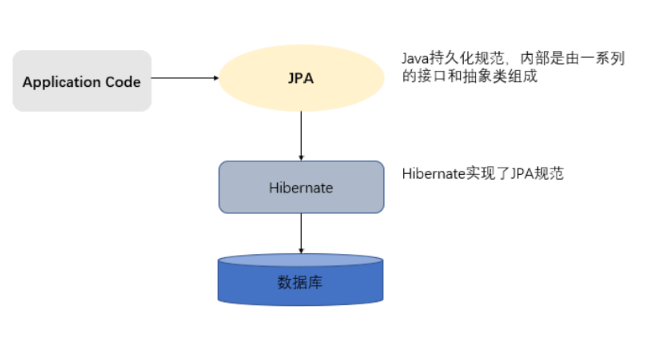 Application Code
JPA
Java持久化规范，内部是由一系列
的接口和抽象类组成
Hibernate
Hibernate实现了JPA规范
数据库